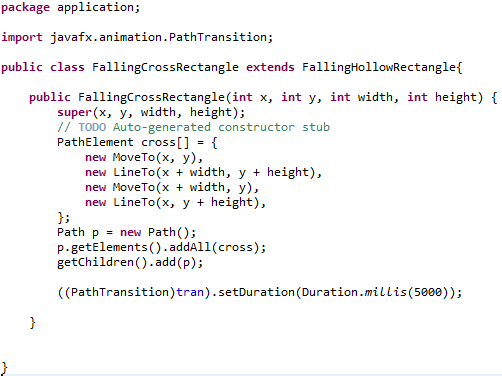 package application;
import javafx.animation.PathTransition;
public class FallingCrossRectangle extends FallingHollowRectangle{
public FallingCrossRectangle(int x, int y, int width, int height) {
super(x, y, width, height);
// TODO Auto-generated constructor stub
PathElement cross[] = {
new MoveTo(x, y),
new LineTo(x + width, y + height),
new MoveTo(x + width, y),
new LineTo(x, y + height),
};
Path p = new Path();
p.getElements().addAll(cross);
getChildren().add(p);
((PathTransition)tran).setDuration(Duration.millis(5000));
}
}